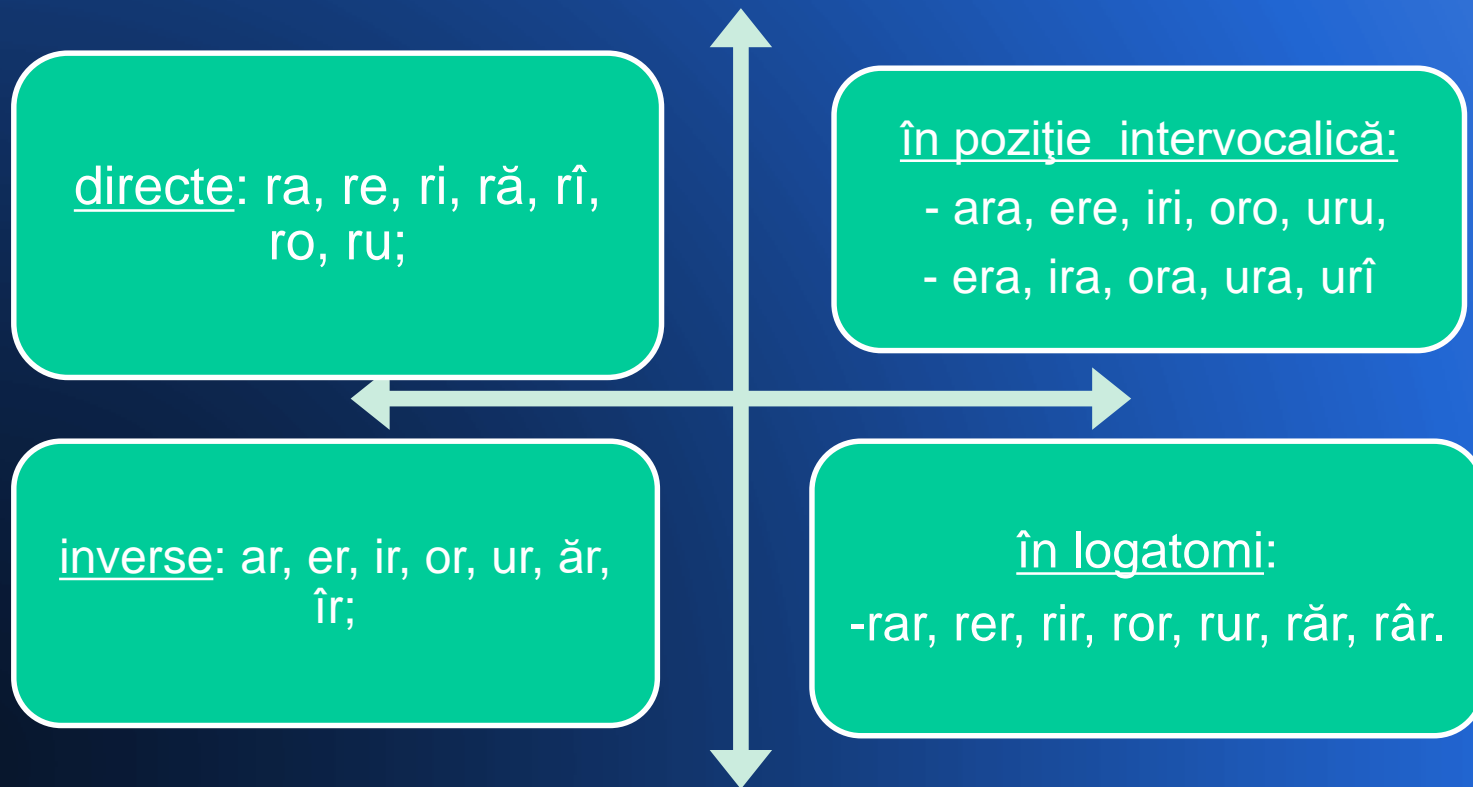 directe: ra, re, ri, ră, rî,
ro, ru;
în poziţie  intervocalică:
- ara, ere, iri, oro, uru,
- era, ira, ora, ura, urî
inverse: ar, er, ir, or, ur, ăr,
îr;
în logatomi:
-rar, rer, rir, ror, rur, răr, râr.